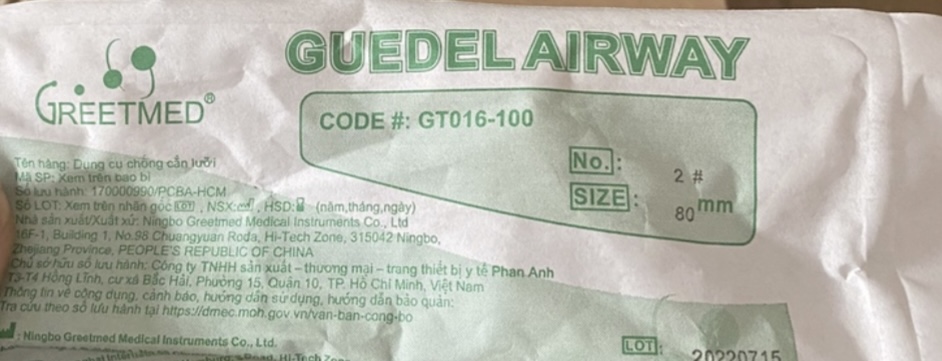 GUEDEL AIRWAY
GREETMED®
CODE #: GT016-100
No.: 2 #
SIZE: 80 mm
Tên hàng: Dụng cụ chống cắn lưỡi
Mã SP: Xem trên bao bì
Số lưu hành: 170000990/PCBA-HCM
Số LOT: Xem trên nhãn gốc LOT, NSX: , HSD: (năm,tháng,ngày)
Nhà sản xuất/Xuất xứ: Ningbo Greetmed Medical Instruments Co., Ltd
16F-1, Building 1, No.98 Chuangyuan Roda, Hi-Tech Zone, 315042 Ningbo,
Zhejiang Province, PEOPLE'S REPUBLIC OF CHINA
Chủ sở hữu số lưu hành: Công ty TNHH sản xuất – thương mại – trang thiết bị y tế Phan Anh
T3-T4 Hồng Lĩnh, cư xá Bắc Hải, Phường 15, Quận 10, TP. Hồ Chí Minh, Việt Nam
Thông tin về công dụng, cảnh báo, hướng dẫn sử dụng, hướng dẫn bảo quản:
Tra cứu theo số lưu hành tại https://dmec.moh.gov.vn/van-ban-cong-bo
: Ningbo Greetmed Medical Instruments Co., Ltd.
LOT: 20220715